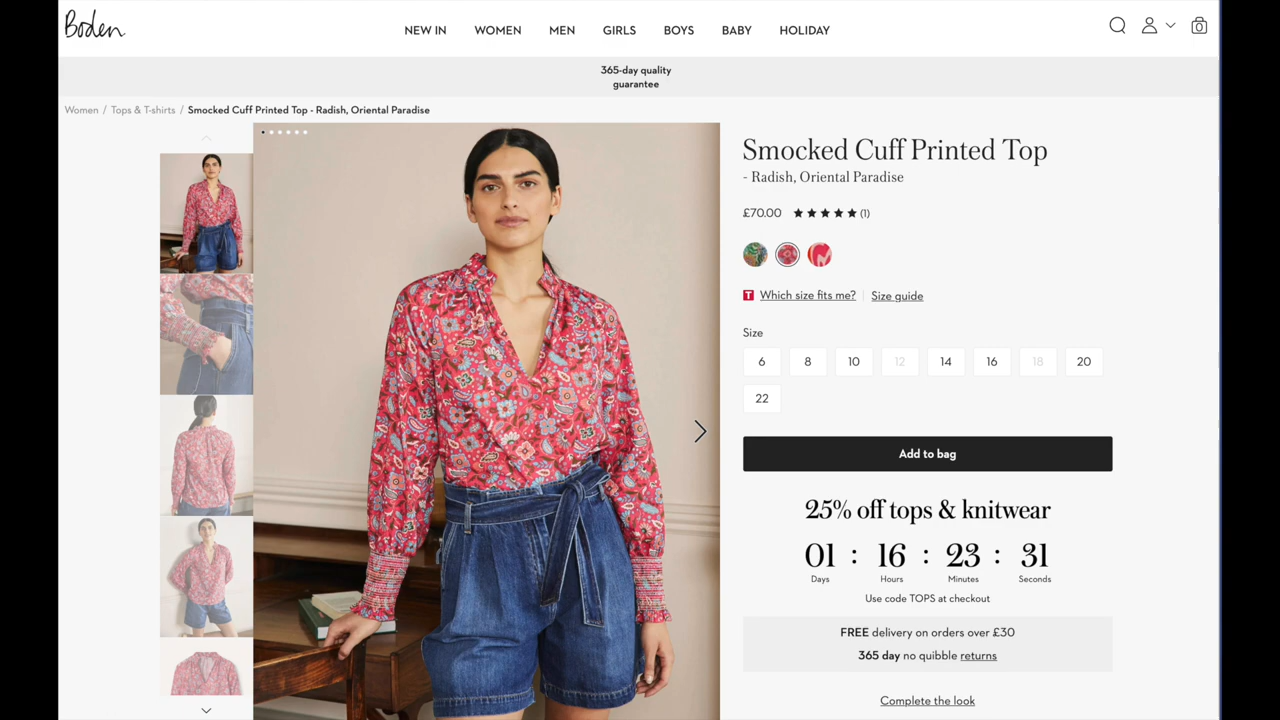 Boden
NEW IN WOMEN MEN GIRLS BOYS BABY HOLIDAY
0
365-day quality
guarantee
Women / Tops & T-shirts / Smocked Cuff Printed Top - Radish, Oriental Paradise
Smocked Cuff Printed Top
- Radish, Oriental Paradise
£70.00 ★★★★★ (1)
T Which size fits me? Size guide
Size
6 8 10 12 14 16 18 20
22
Add to bag
25% off tops & knitwear
01 : 16 : 23 : 31
Days Hours Minutes Seconds
Use code TOPS at checkout
FREE delivery on orders over £30
365 day no quibble returns
Complete the look